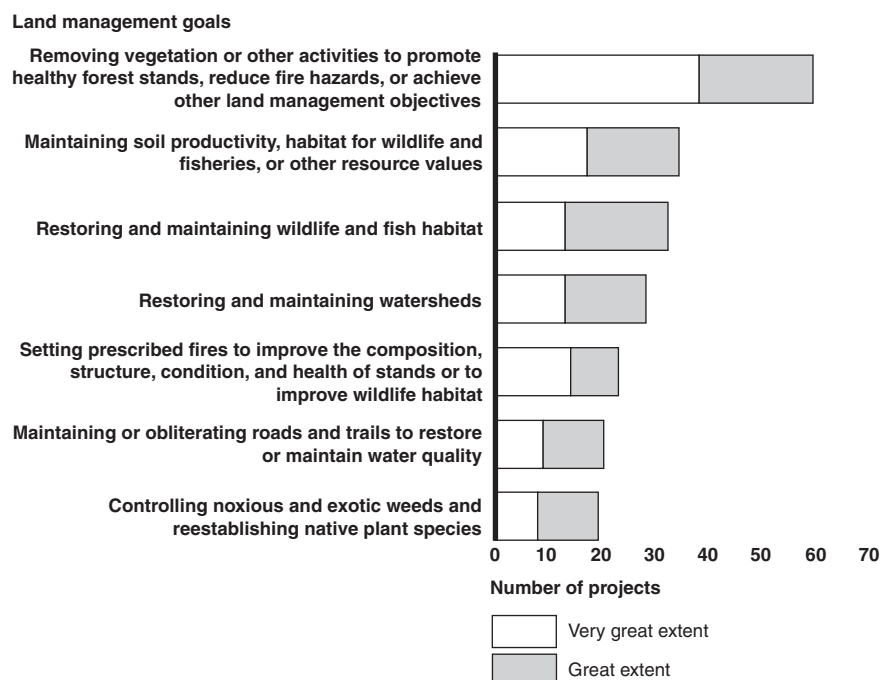 Land management goals
Removing vegetation or other activities to promote
healthy forest stands, reduce fire hazards, or achieve
other land management objectives
Maintaining soil productivity, habitat for wildlife and
fisheries, or other resource values
Restoring and maintaining wildlife and fish habitat
Restoring and maintaining watersheds
Setting prescribed fires to improve the composition,
structure, condition, and health of stands or to
improve wildlife habitat
Maintaining or obliterating roads and trails to restore
or maintain water quality
Controlling noxious and exotic weeds and
reestablishing native plant species
0 10 20 30 40 50 60 70
Number of projects
Very great extent
Great extent